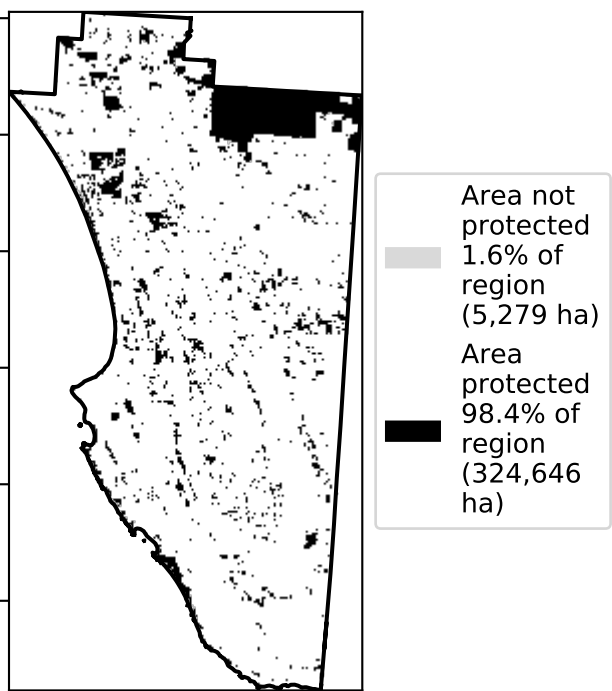 Area not
protected
1.6% of
region
(5,279 ha)
Area
protected
98.4% of
region
(324,646
ha)